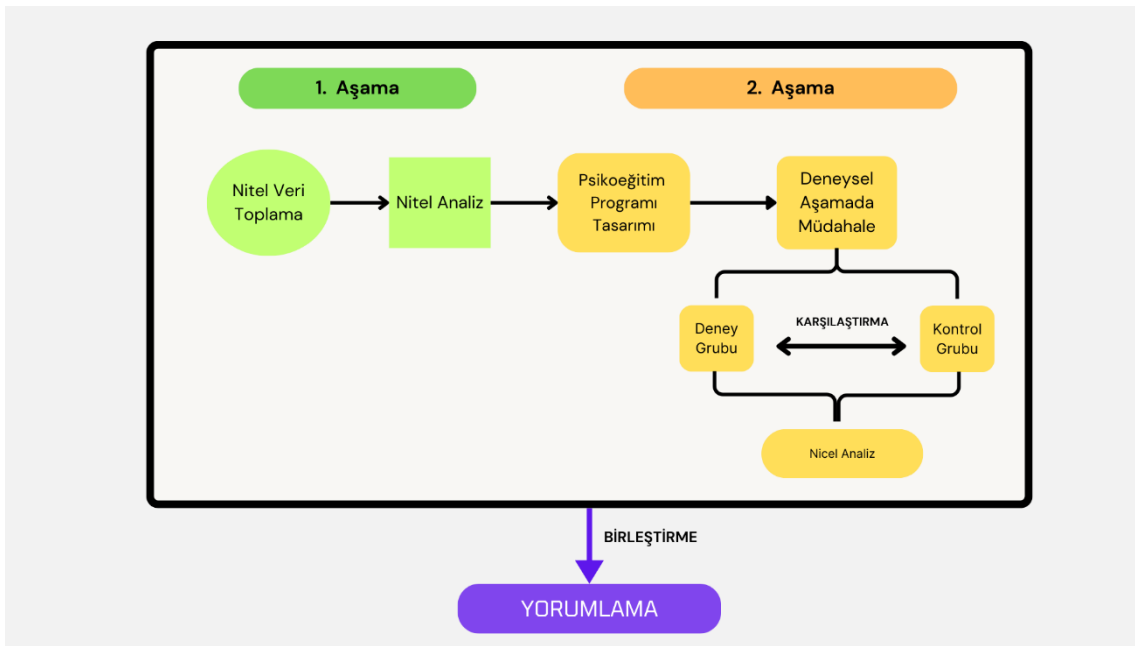 1. Aşama
2. Aşama
Nitel Veri
Toplama
Nitel Analiz
Psikoeğitim
Programı
Tasarımı
Deneysel
Aşamada
Müdahale
Deney
Grubu
KARŞILAŞTIRMA
Kontrol
Grubu
Nicel Analiz
BİRLEŞTİRME
YORUMLAMA